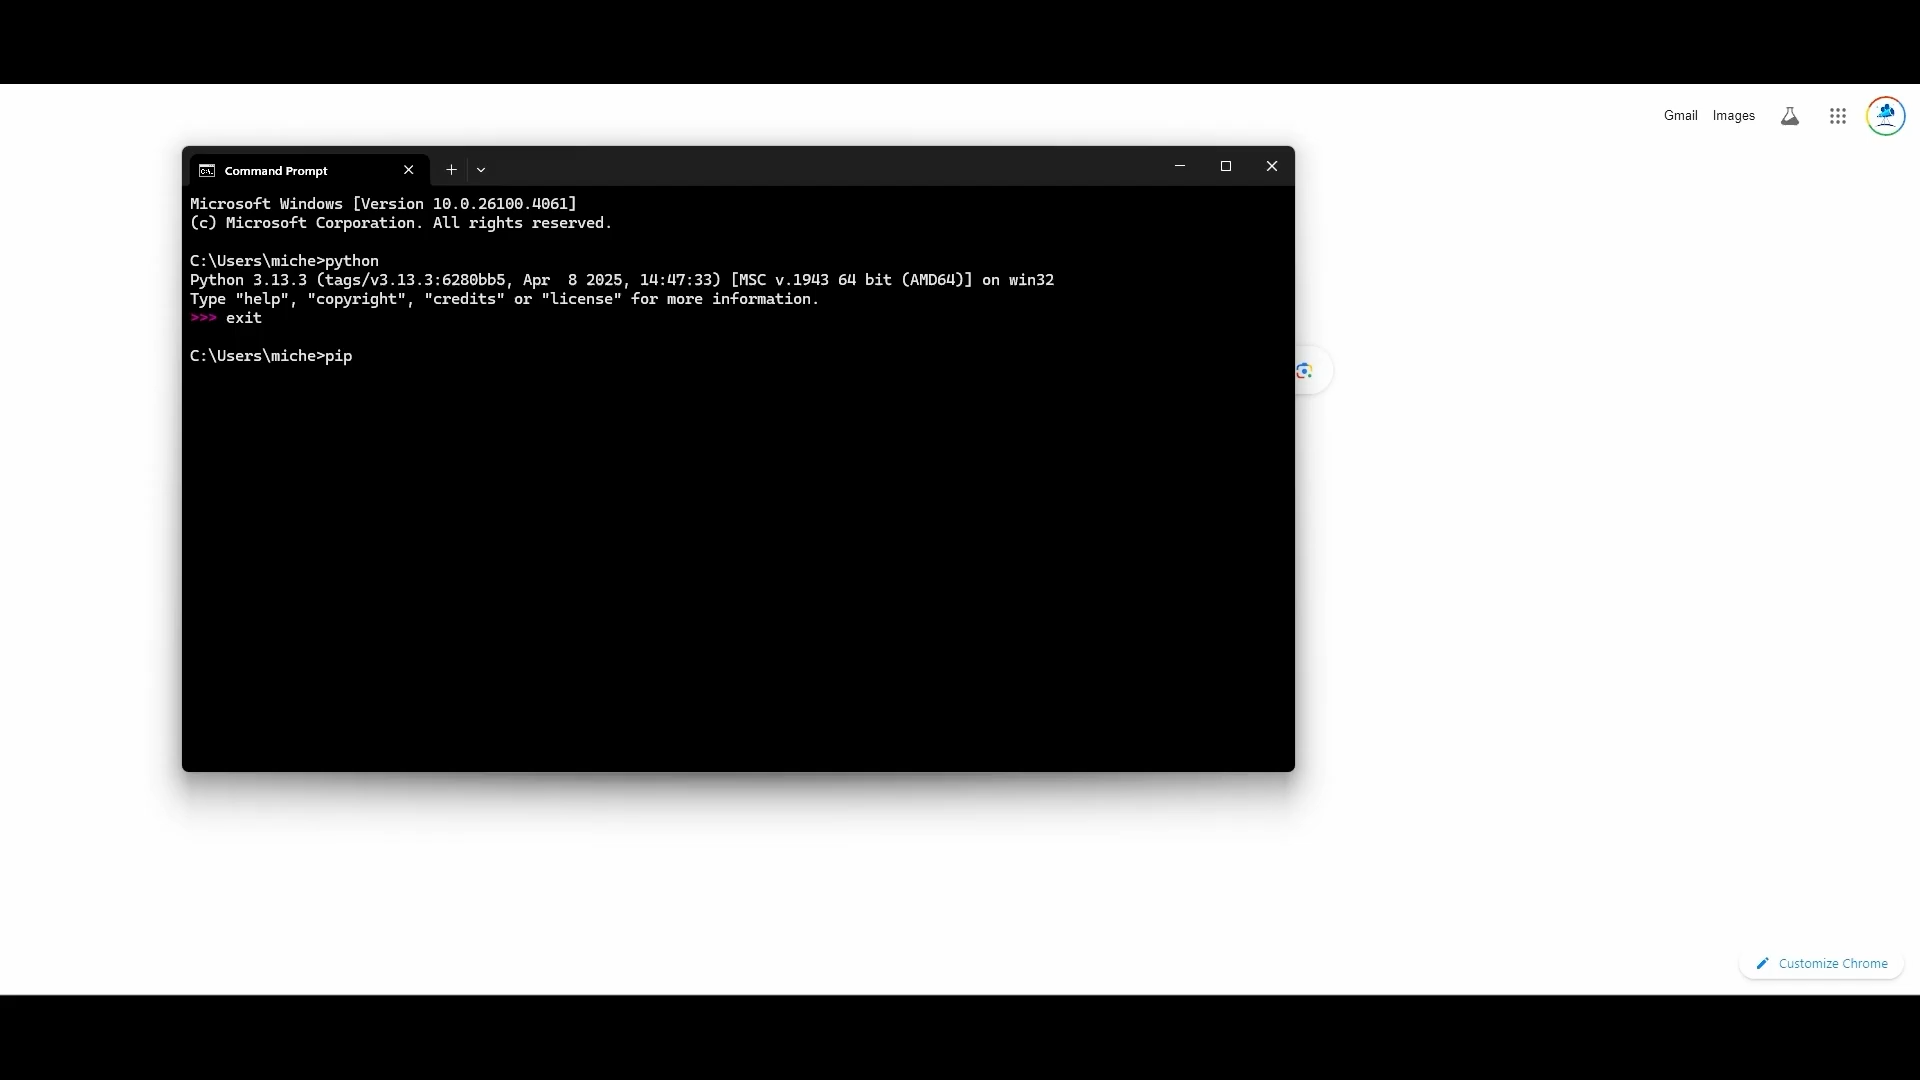 Gmail Images
Command Prompt
Microsoft Windows [Version 10.0.26100.4061]
(c) Microsoft Corporation. All rights reserved.
C:\Users\miche>python
Python 3.13.3 (tags/v3.13.3:6280bb5, Apr  8 2025, 14:47:33) [MSC v.1943 64 bit (AMD64)] on win32
Type "help", "copyright", "credits" or "license" for more information.
>>> exit
C:\Users\miche>pip
Customize Chrome